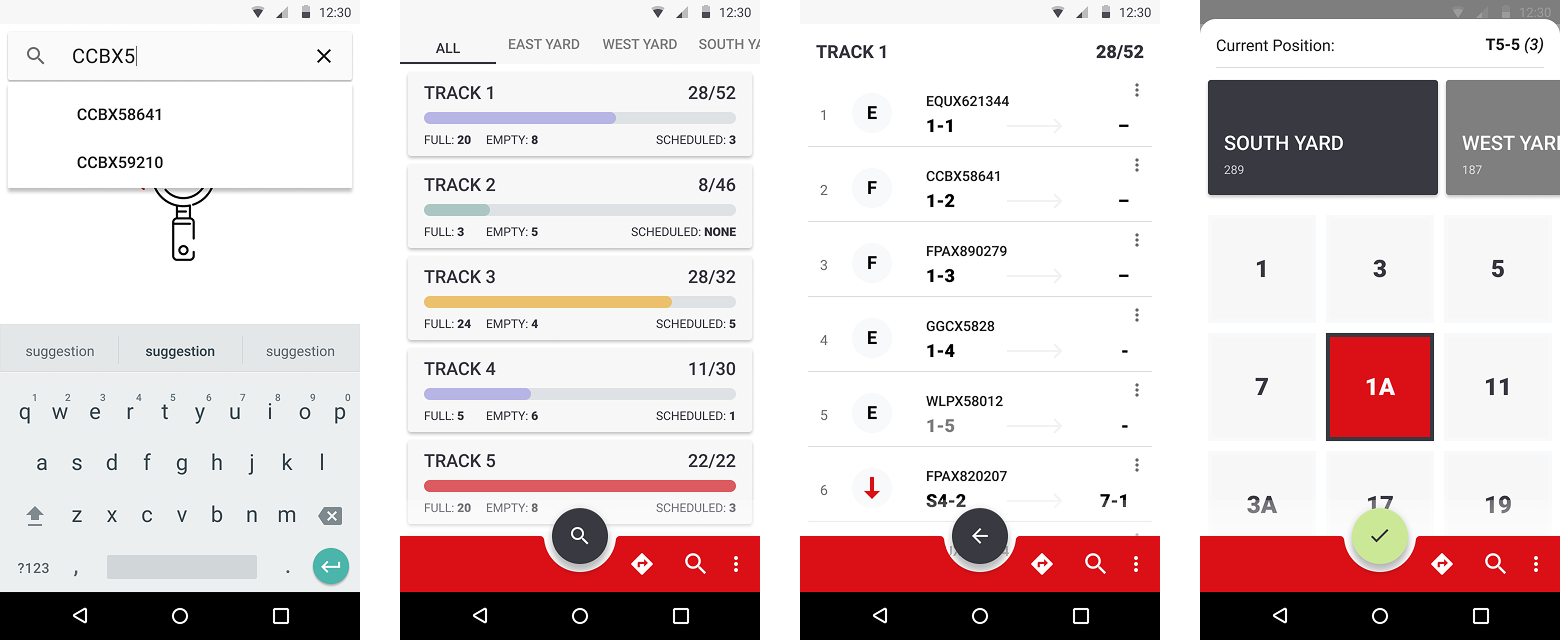 12:30
CCBX5
CCBX58641
CCBX59210
suggestion suggestion suggestion
1 2 3 4 5 6 7 8 9 0
q w e r t y u i o p
a s d f g h j k l
z x c v b n m
?123 , .
12:30
ALL EAST YARD WEST YARD SOUTH YA
TRACK 1 28/52
FULL: 20 EMPTY: 8 SCHEDULED: 3
TRACK 2 8/46
FULL: 3 EMPTY: 5 SCHEDULED: NONE
TRACK 3 28/32
FULL: 24 EMPTY: 4 SCHEDULED: 5
TRACK 4 11/30
FULL: 5 EMPTY: 6 SCHEDULED: 1
TRACK 5 22/22
FULL: 20 EMPTY: 8 SCHEDULED: 3
12:30
TRACK 1 28/52
EQUX621344
1 E 1-1 –
CCBX58641
2 F 1-2 –
FPAX890279
3 F 1-3 –
GGCX5828
4 E 1-4 -
WLPX58012
5 E 1-5 -
FPAX820207
6 S4-2 7-1
12:30
Current Position: T5-5 (3)
SOUTH YARD WEST YARD
289 187
1 3 5
7 1A 11
3A 17 19